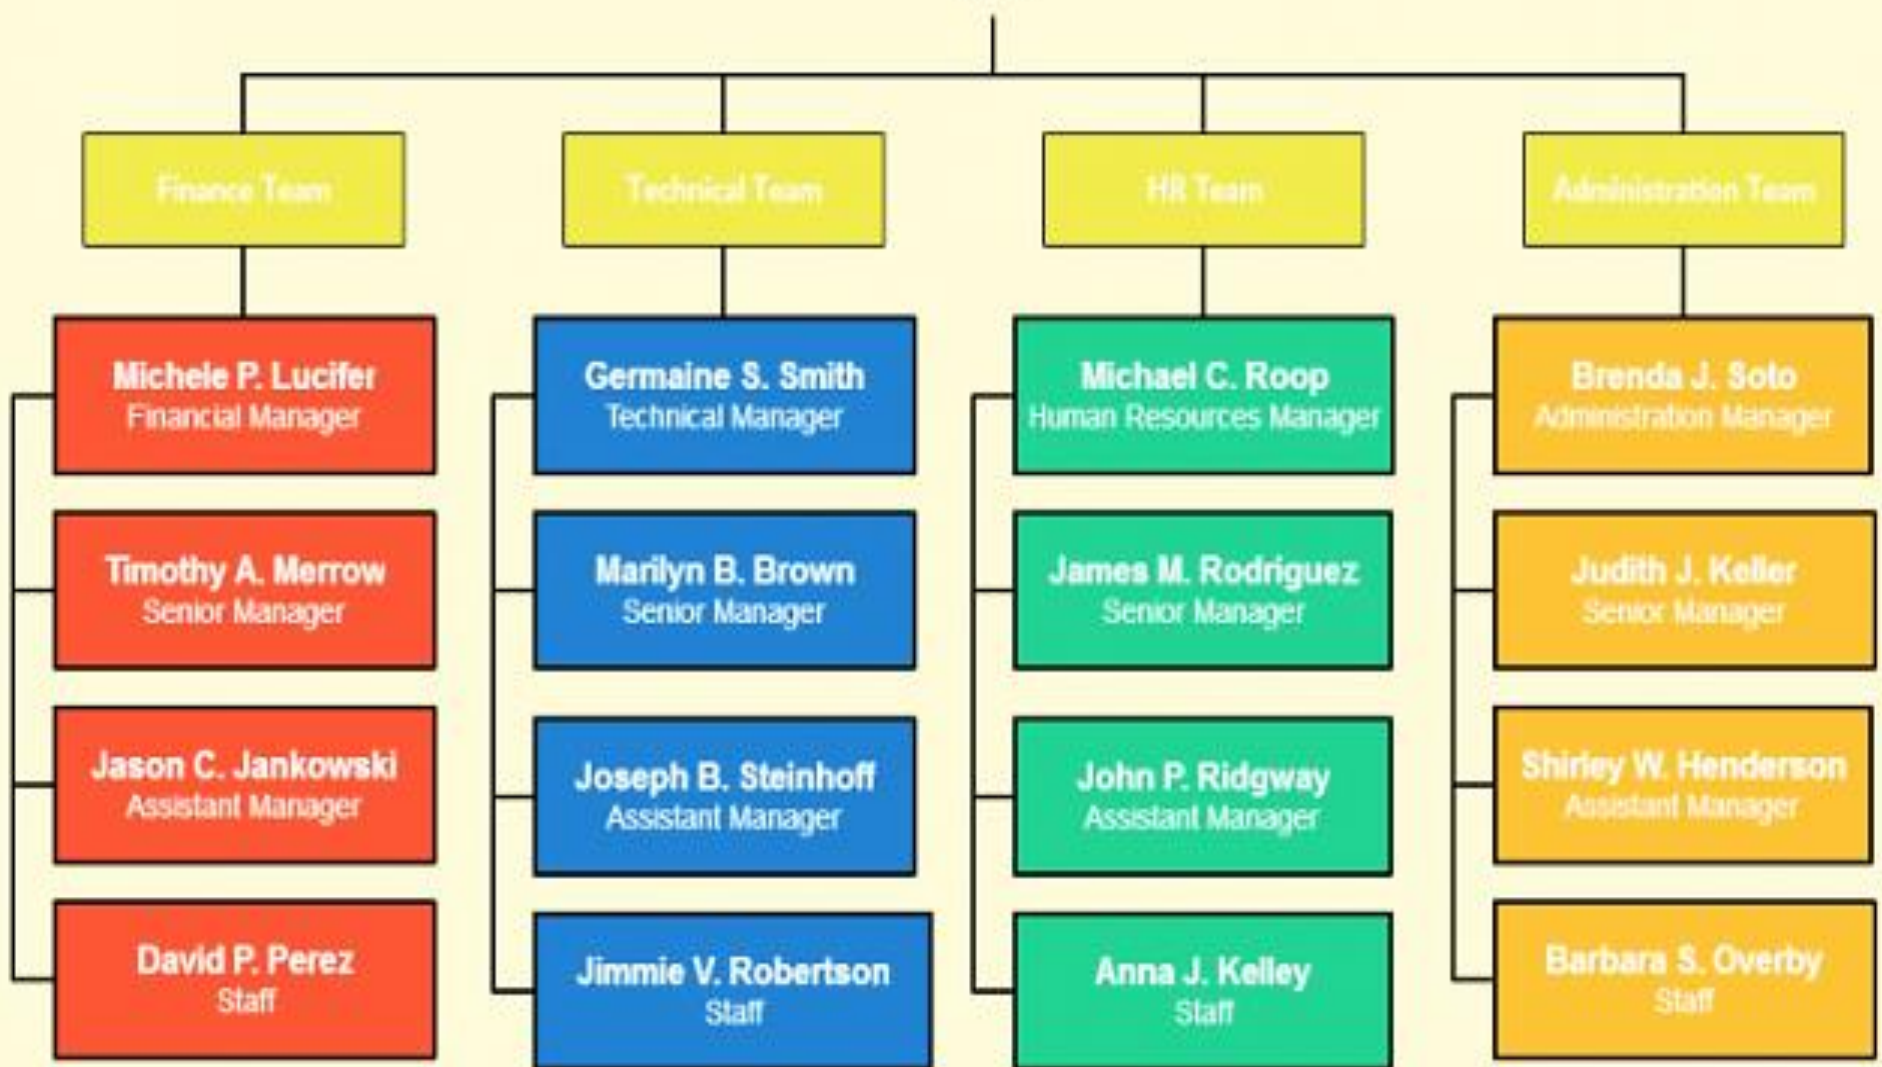 Finance Team
Technical Team
HR Team
Administration Team
Michele P. Lucifer
Financial Manager
Germaine S. Smith
Technical Manager
Michael C. Roop
Human Resources Manager
Brenda J. Soto
Administration Manager
Timothy A. Merrow
Senior Manager
Marilyn B. Brown
Senior Manager
James M. Rodriguez
Senior Manager
Judith J. Keller
Senior Manager
Jason C. Jankowski
Assistant Manager
Joseph B. Steinhoff
Assistant Manager
John P. Ridgway
Assistant Manager
Shirley W. Henderson
Assistant Manager
David P. Perez
Staff
Jimmie V. Robertson
Staff
Anna J. Kelley
Staff
Barbara S. Overby
Staff